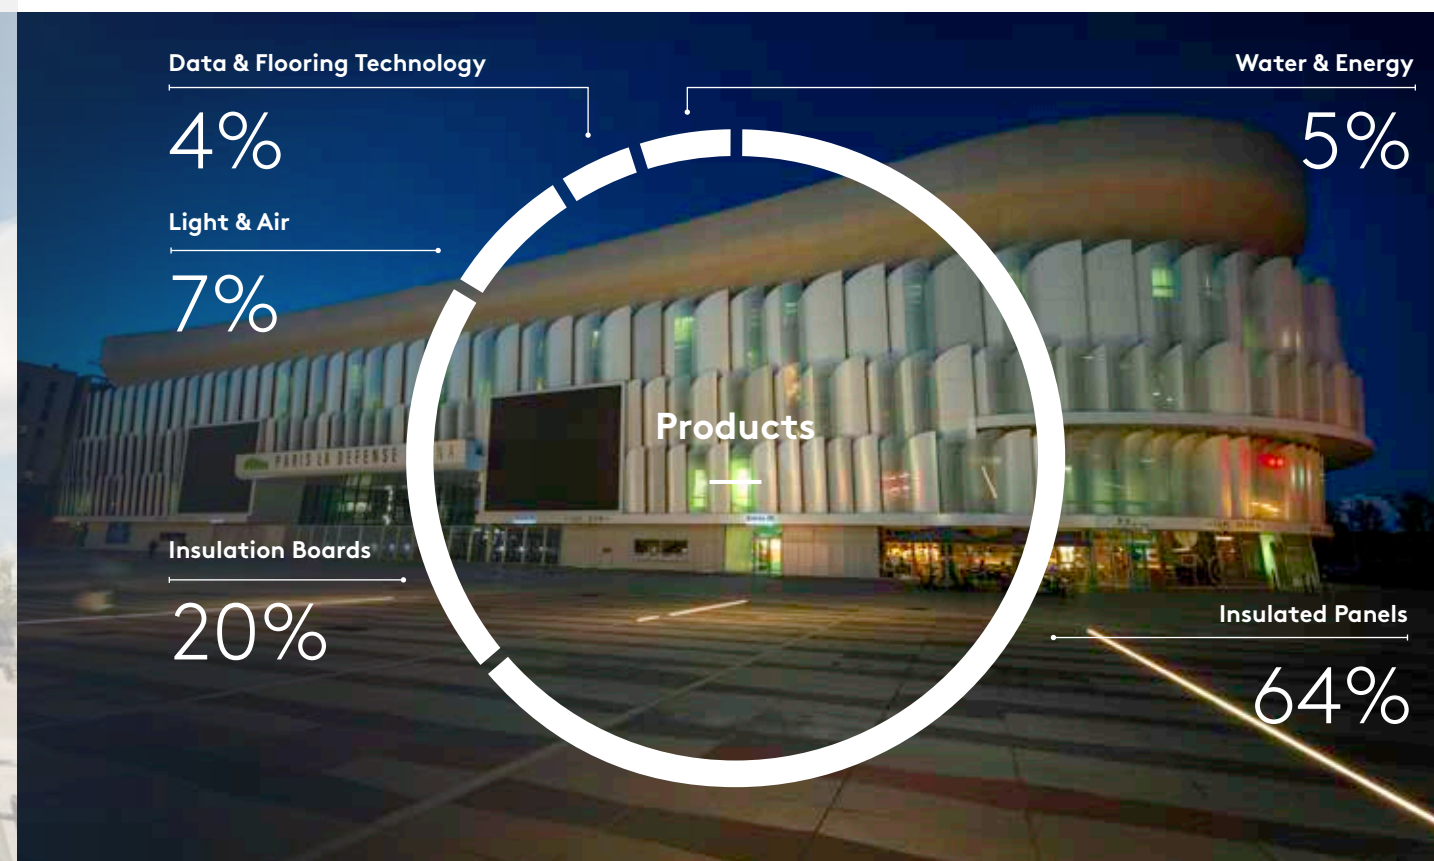 Data & Flooring Technology
4%
Water & Energy
5%
Light & Air
7%
Products
PARIS LA DEFENSE
Insulation Boards
20%
Insulated Panels
64%